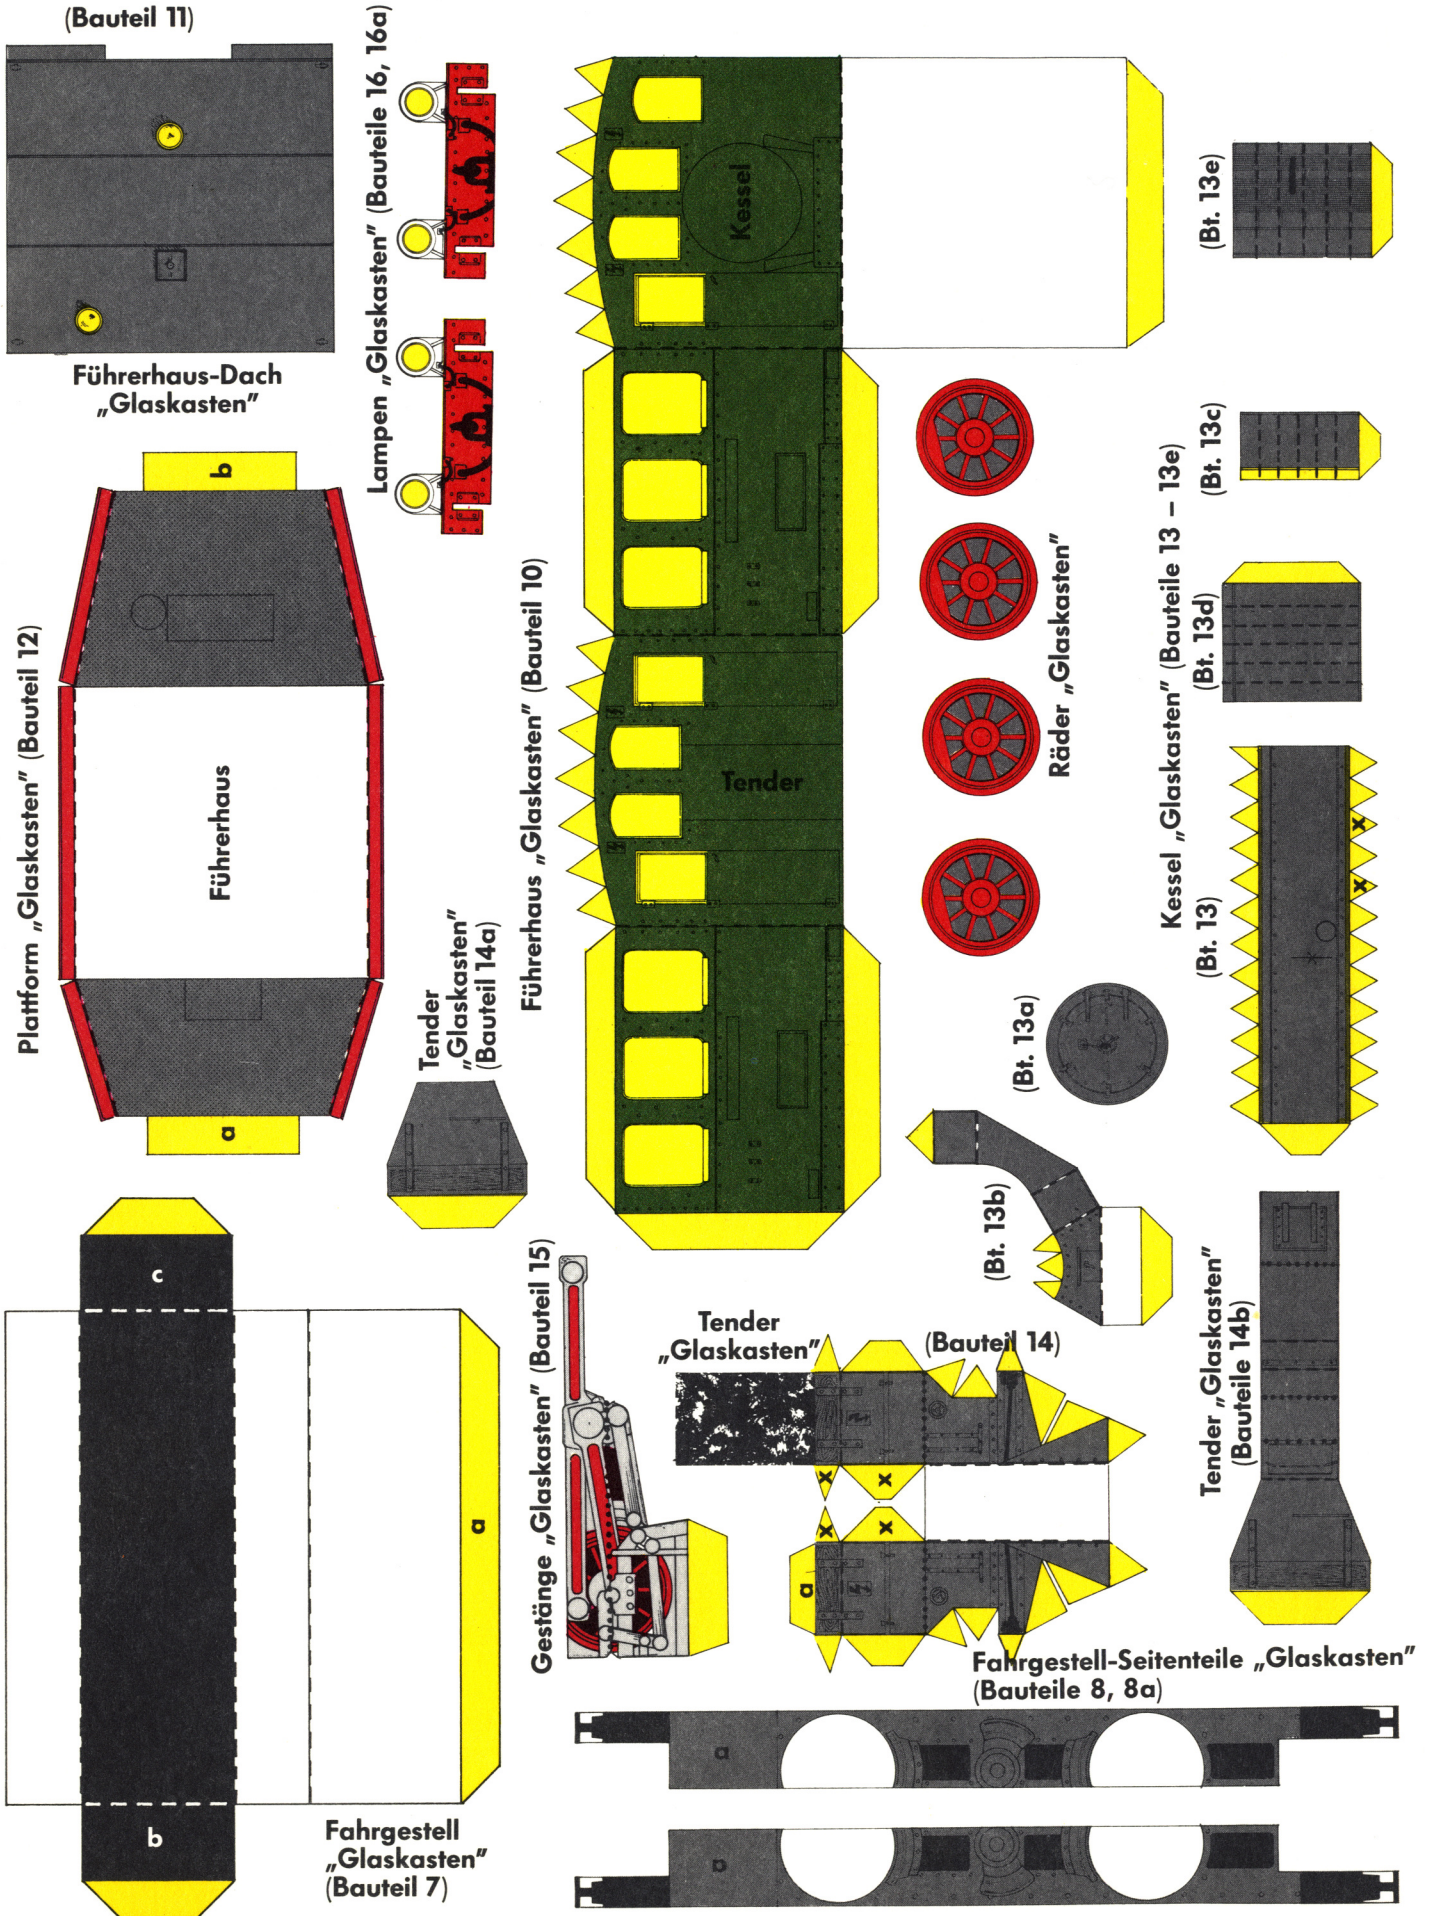 (Bauteil 11)
Führerhaus-Dach
„Glaskasten”
Lampen „Glaskasten” (Bauteile 16, 16a)
Kessel
Tender
Führerhaus „Glaskasten” (Bauteil 10)
Räder „Glaskasten”
(Bt. 13e)
(Bt. 13c)
(Bt. 13d)
Kessel „Glaskasten” (Bauteile 13 – 13e)
(Bt. 13)
x
x
(Bt. 13a)
(Bt. 13b)
Plattform „Glaskasten” (Bauteil 12)
b
Führerhaus
a
Tender
„Glaskasten”
(Bauteil 14a)
c
a
b
Fahrgestell
„Glaskasten”
(Bauteil 7)
Gestänge „Glaskasten” (Bauteil 15)
Tender
„Glaskasten”
(Bauteil 14)
x
x
x
x
a
Tender „Glaskasten”
(Bauteile 14b)
Fahrgestell-Seitenteile „Glaskasten”
(Bauteile 8, 8a)
a
a